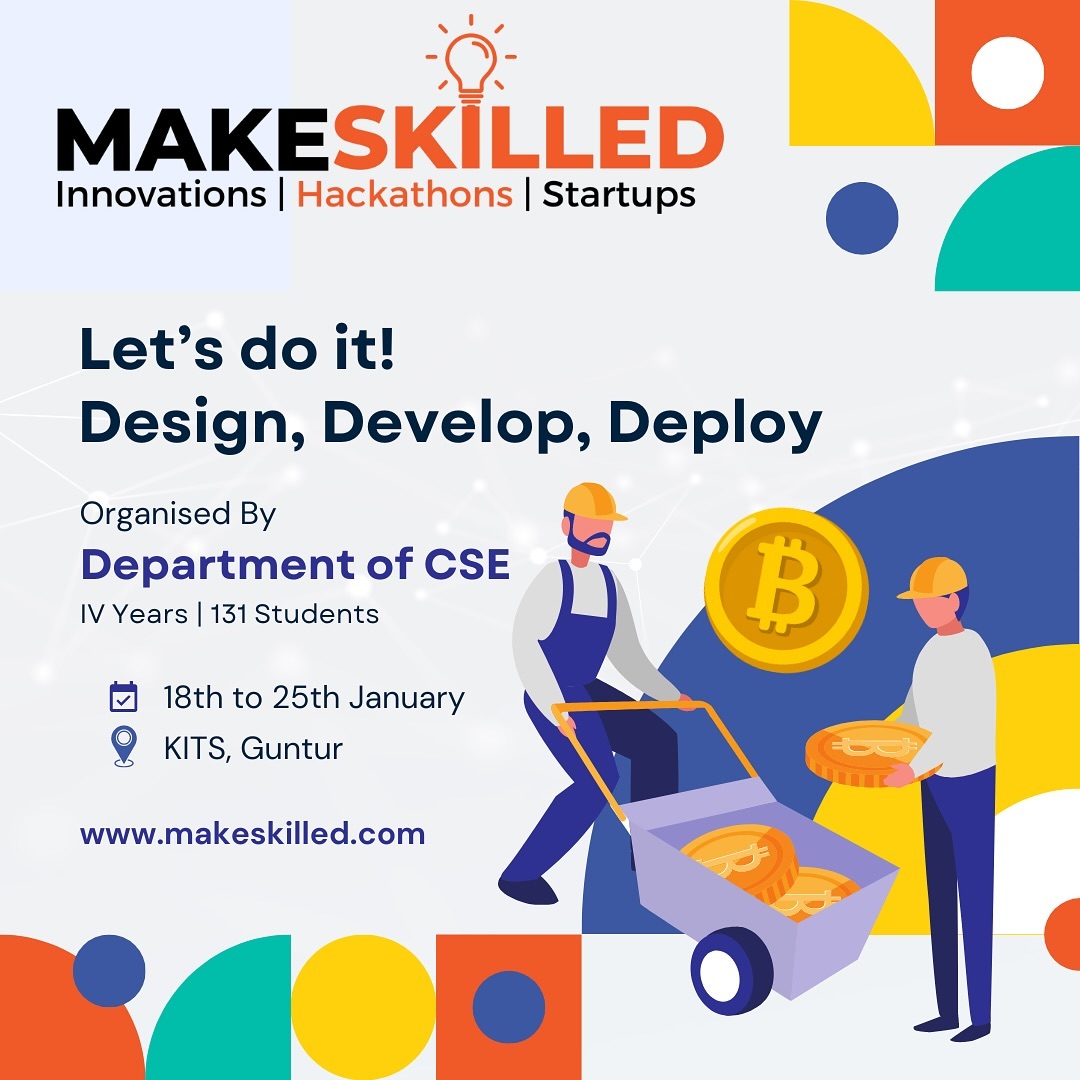 MAKESKILLED
Innovations | Hackathons | Startups
Let’s do it!
Design, Develop, Deploy
Organised By
Department of CSE
IV Years | 131 Students
18th to 25th January
KITS, Guntur
www.makeskilled.com